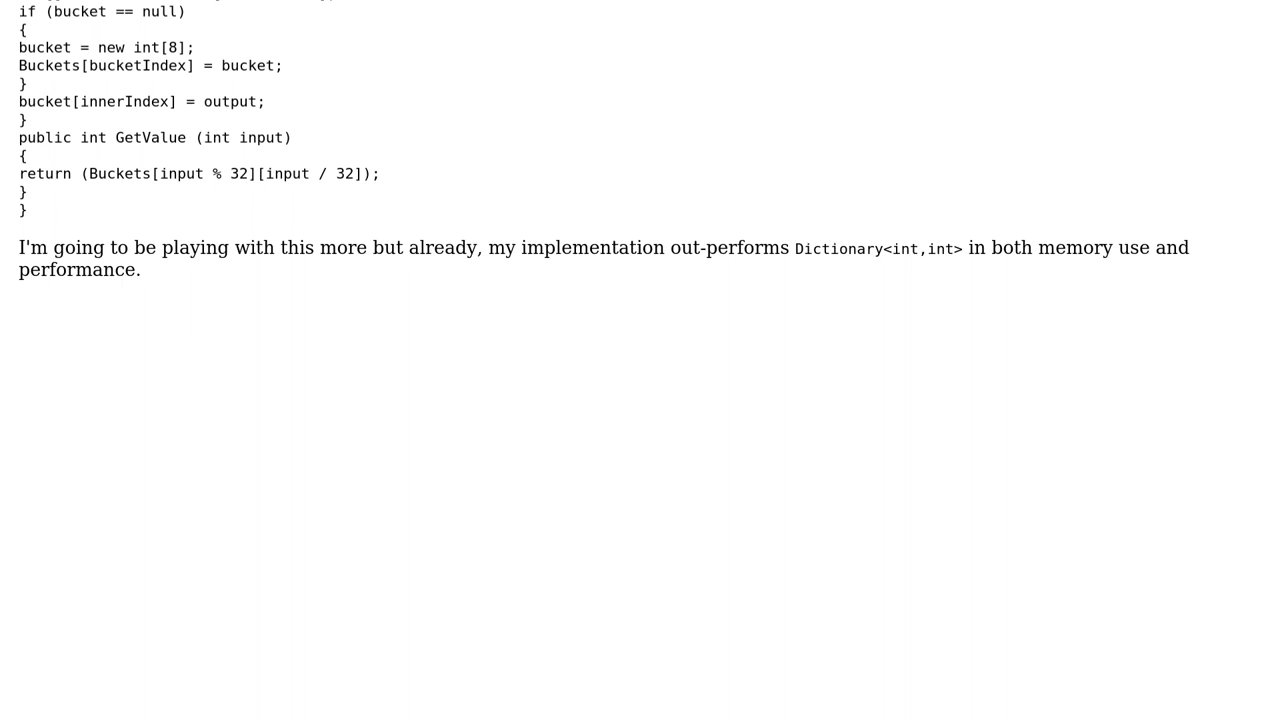 if (bucket == null)
{
bucket = new int[8];
Buckets[bucketIndex] = bucket;
}
bucket[innerIndex] = output;
}
public int GetValue (int input)
{
return (Buckets[input % 32][input / 32]);
}
}
I'm going to be playing with this more but already, my implementation out-performs Dictionary<int,int> in both memory use and
performance.